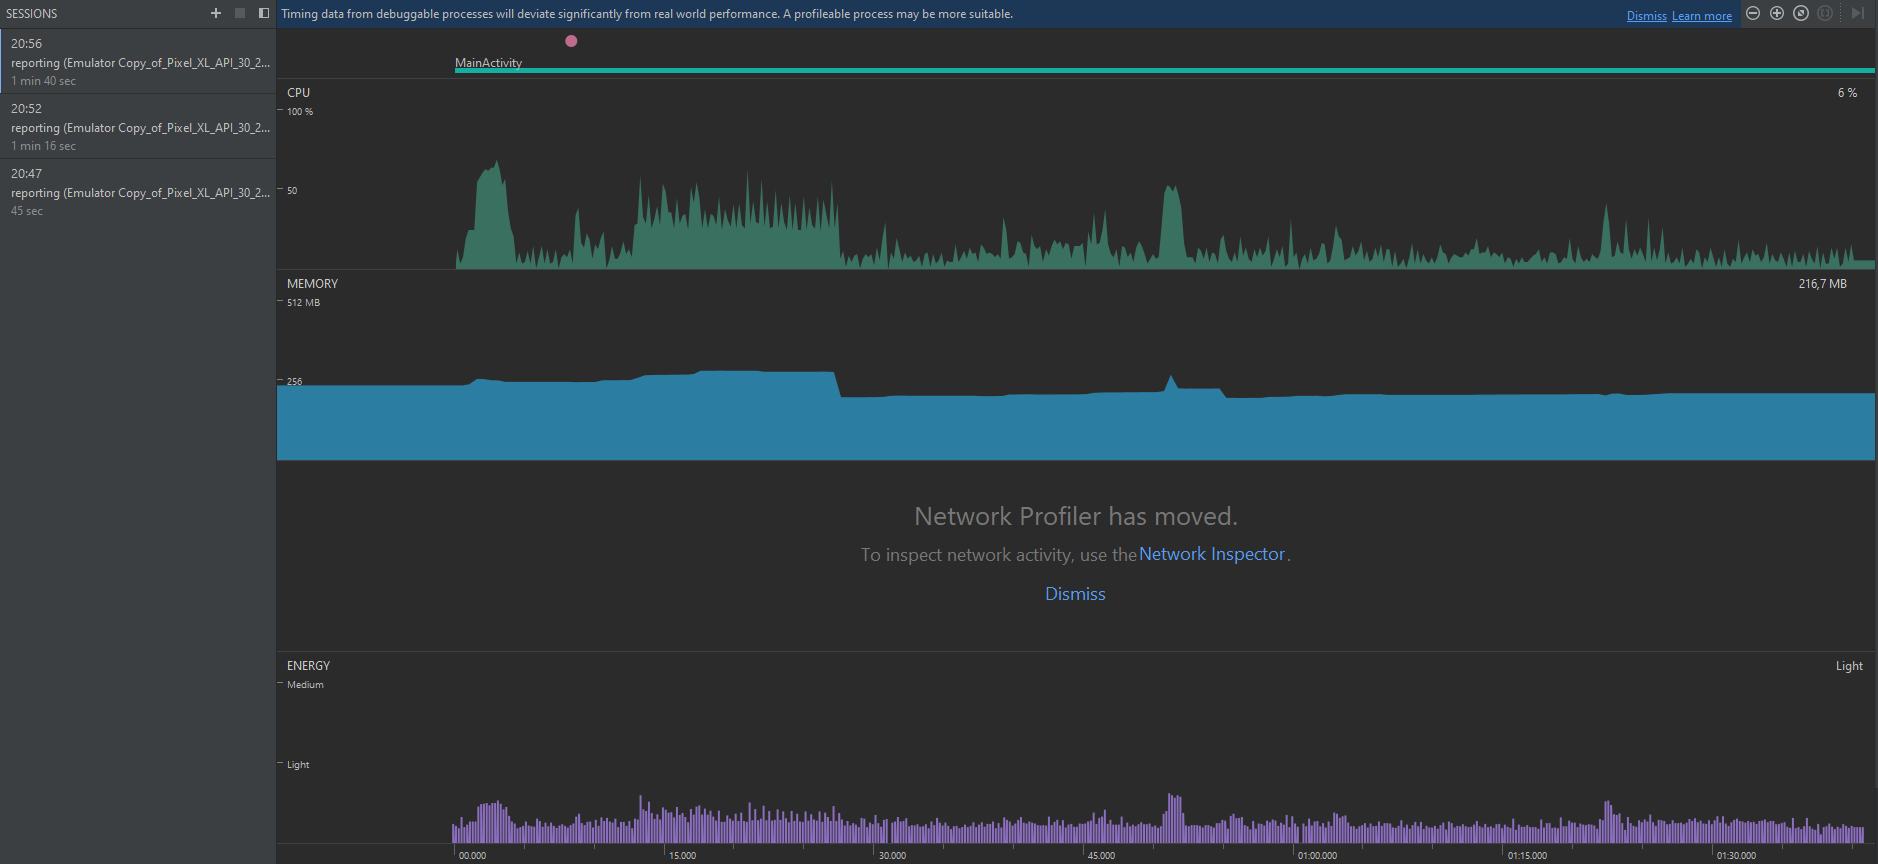 SESSIONS
20:56
reporting (Emulator Copy_of_Pixel_XL_API_30_2...
1 min 40 sec
20:52
reporting (Emulator Copy_of_Pixel_XL_API_30_2...
1 min 16 sec
20:47
reporting (Emulator Copy_of_Pixel_XL_API_30_2...
45 sec
Timing data from debuggable processes will deviate significantly from real world performance. A profileable process may be more suitable. Dismiss Learn more
MainActivity
CPU 6 %
100 %
50
MEMORY 216,7 MB
512 MB
256
Network Profiler has moved.
To inspect network activity, use the Network Inspector.
Dismiss
ENERGY Light
Medium
Light
00.000 15.000 30.000 45.000 01:00.000 01:15.000 01:30.000